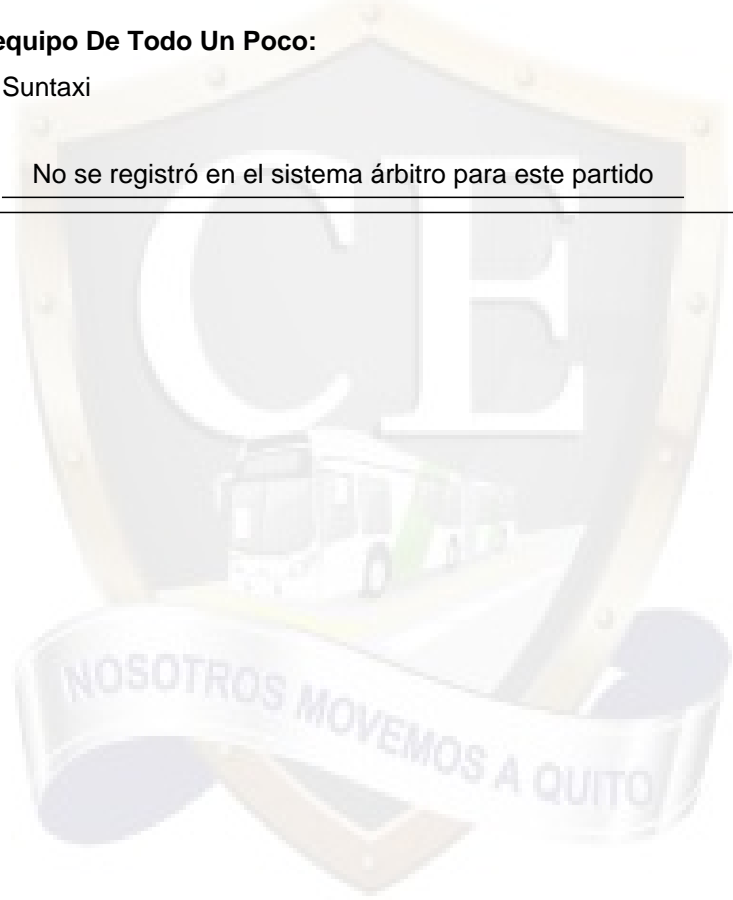 equipo De Todo Un Poco:
Suntaxi
No se registró en el sistema árbitro para este partido
CE
NOSOTROS MOVEMOS A QUITO